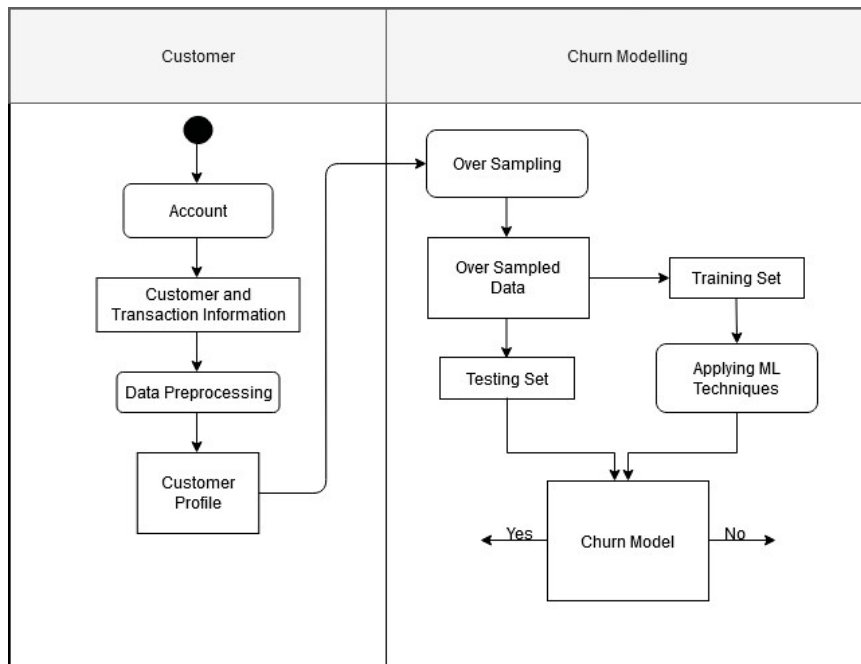 Customer
Churn Modelling
Account
Customer and
Transaction Information
Data Preprocessing
Customer
Profile
Over Sampling
Over Sampled
Data
Training Set
Testing Set
Applying ML
Techniques
Yes
Churn Model
No